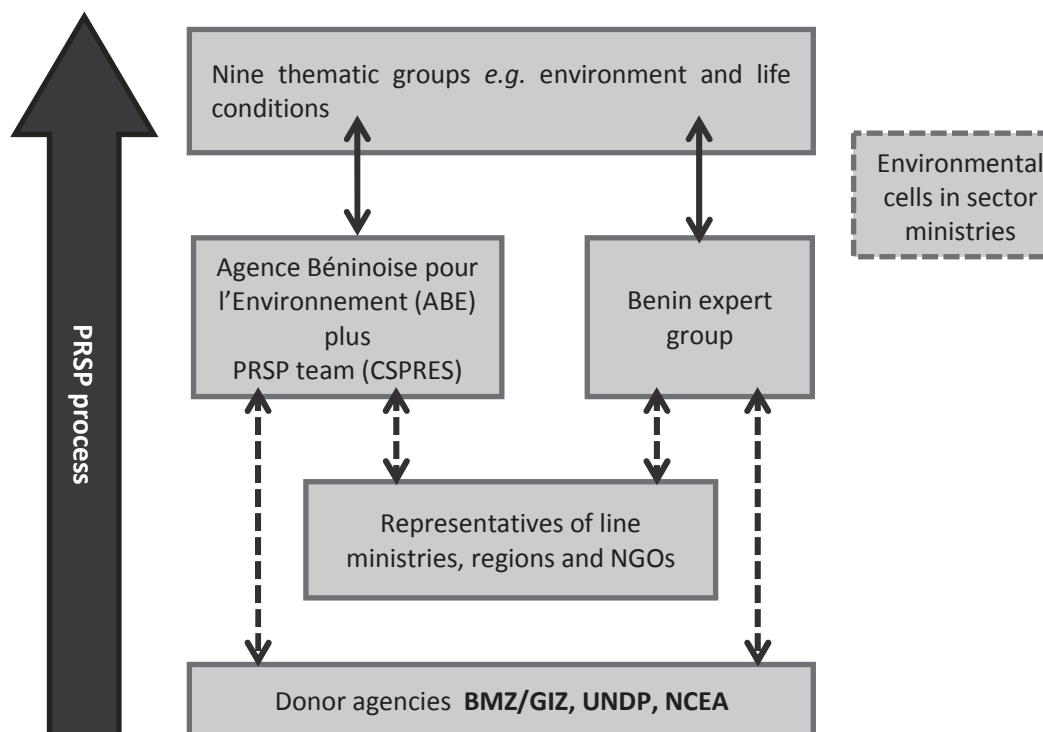 Nine thematic groups e.g. environment and life
conditions
Environmental
cells in sector
ministries
Agence Béninoise pour
l’Environnement (ABE)
plus
PRSP team (CSPRES)
Benin expert
group
PRSP process
Representatives of line
ministries, regions and NGOs
Donor agencies BMZ/GIZ, UNDP, NCEA